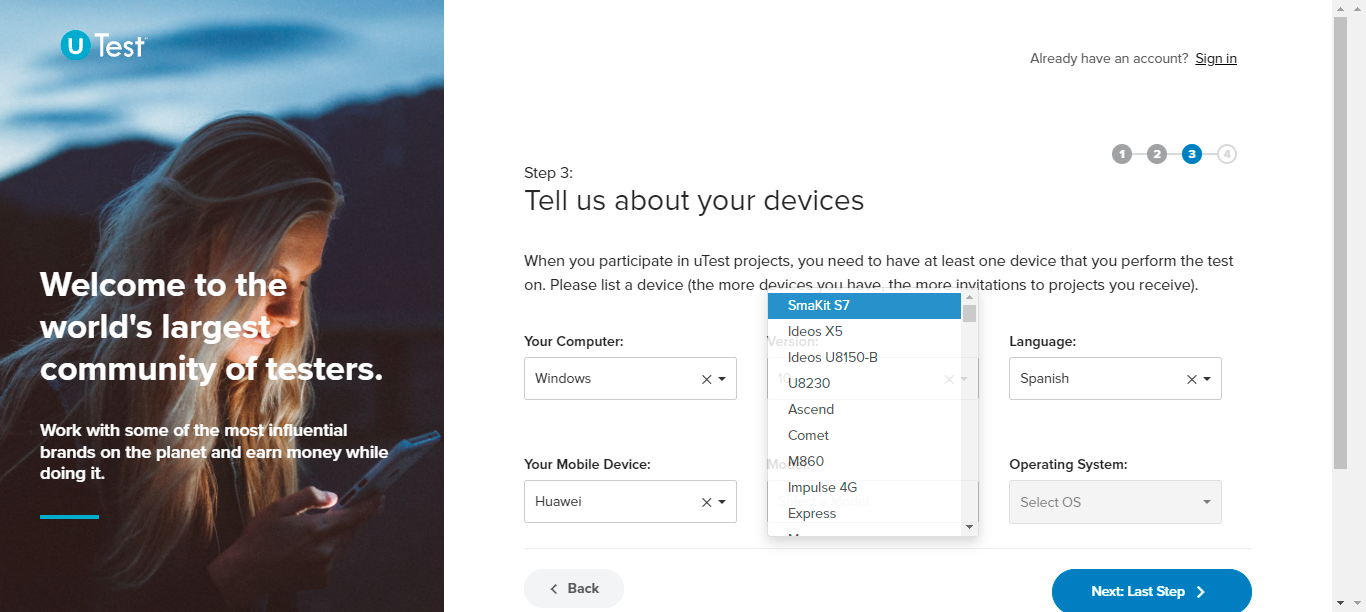 U Test
Already have an account? Sign in
1 2 3 4
Step 3:
Tell us about your devices
When you participate in uTest projects, you need to have at least one device that you perform the test
on. Please list a device (the more devices you have, the more invitations to projects you receive).
Welcome to the
world's largest
community of testers.
Work with some of the most influential
brands on the planet and earn money while
doing it.
Your Computer:
Version:
Language:
Windows
10
Spanish
Your Mobile Device:
Operating System:
Huawei
Select OS
SmaKit S7
Ideos X5
Ideos U8150-B
U8230
Ascend
Comet
M860
Impulse 4G
Express
Back
Next: Last Step